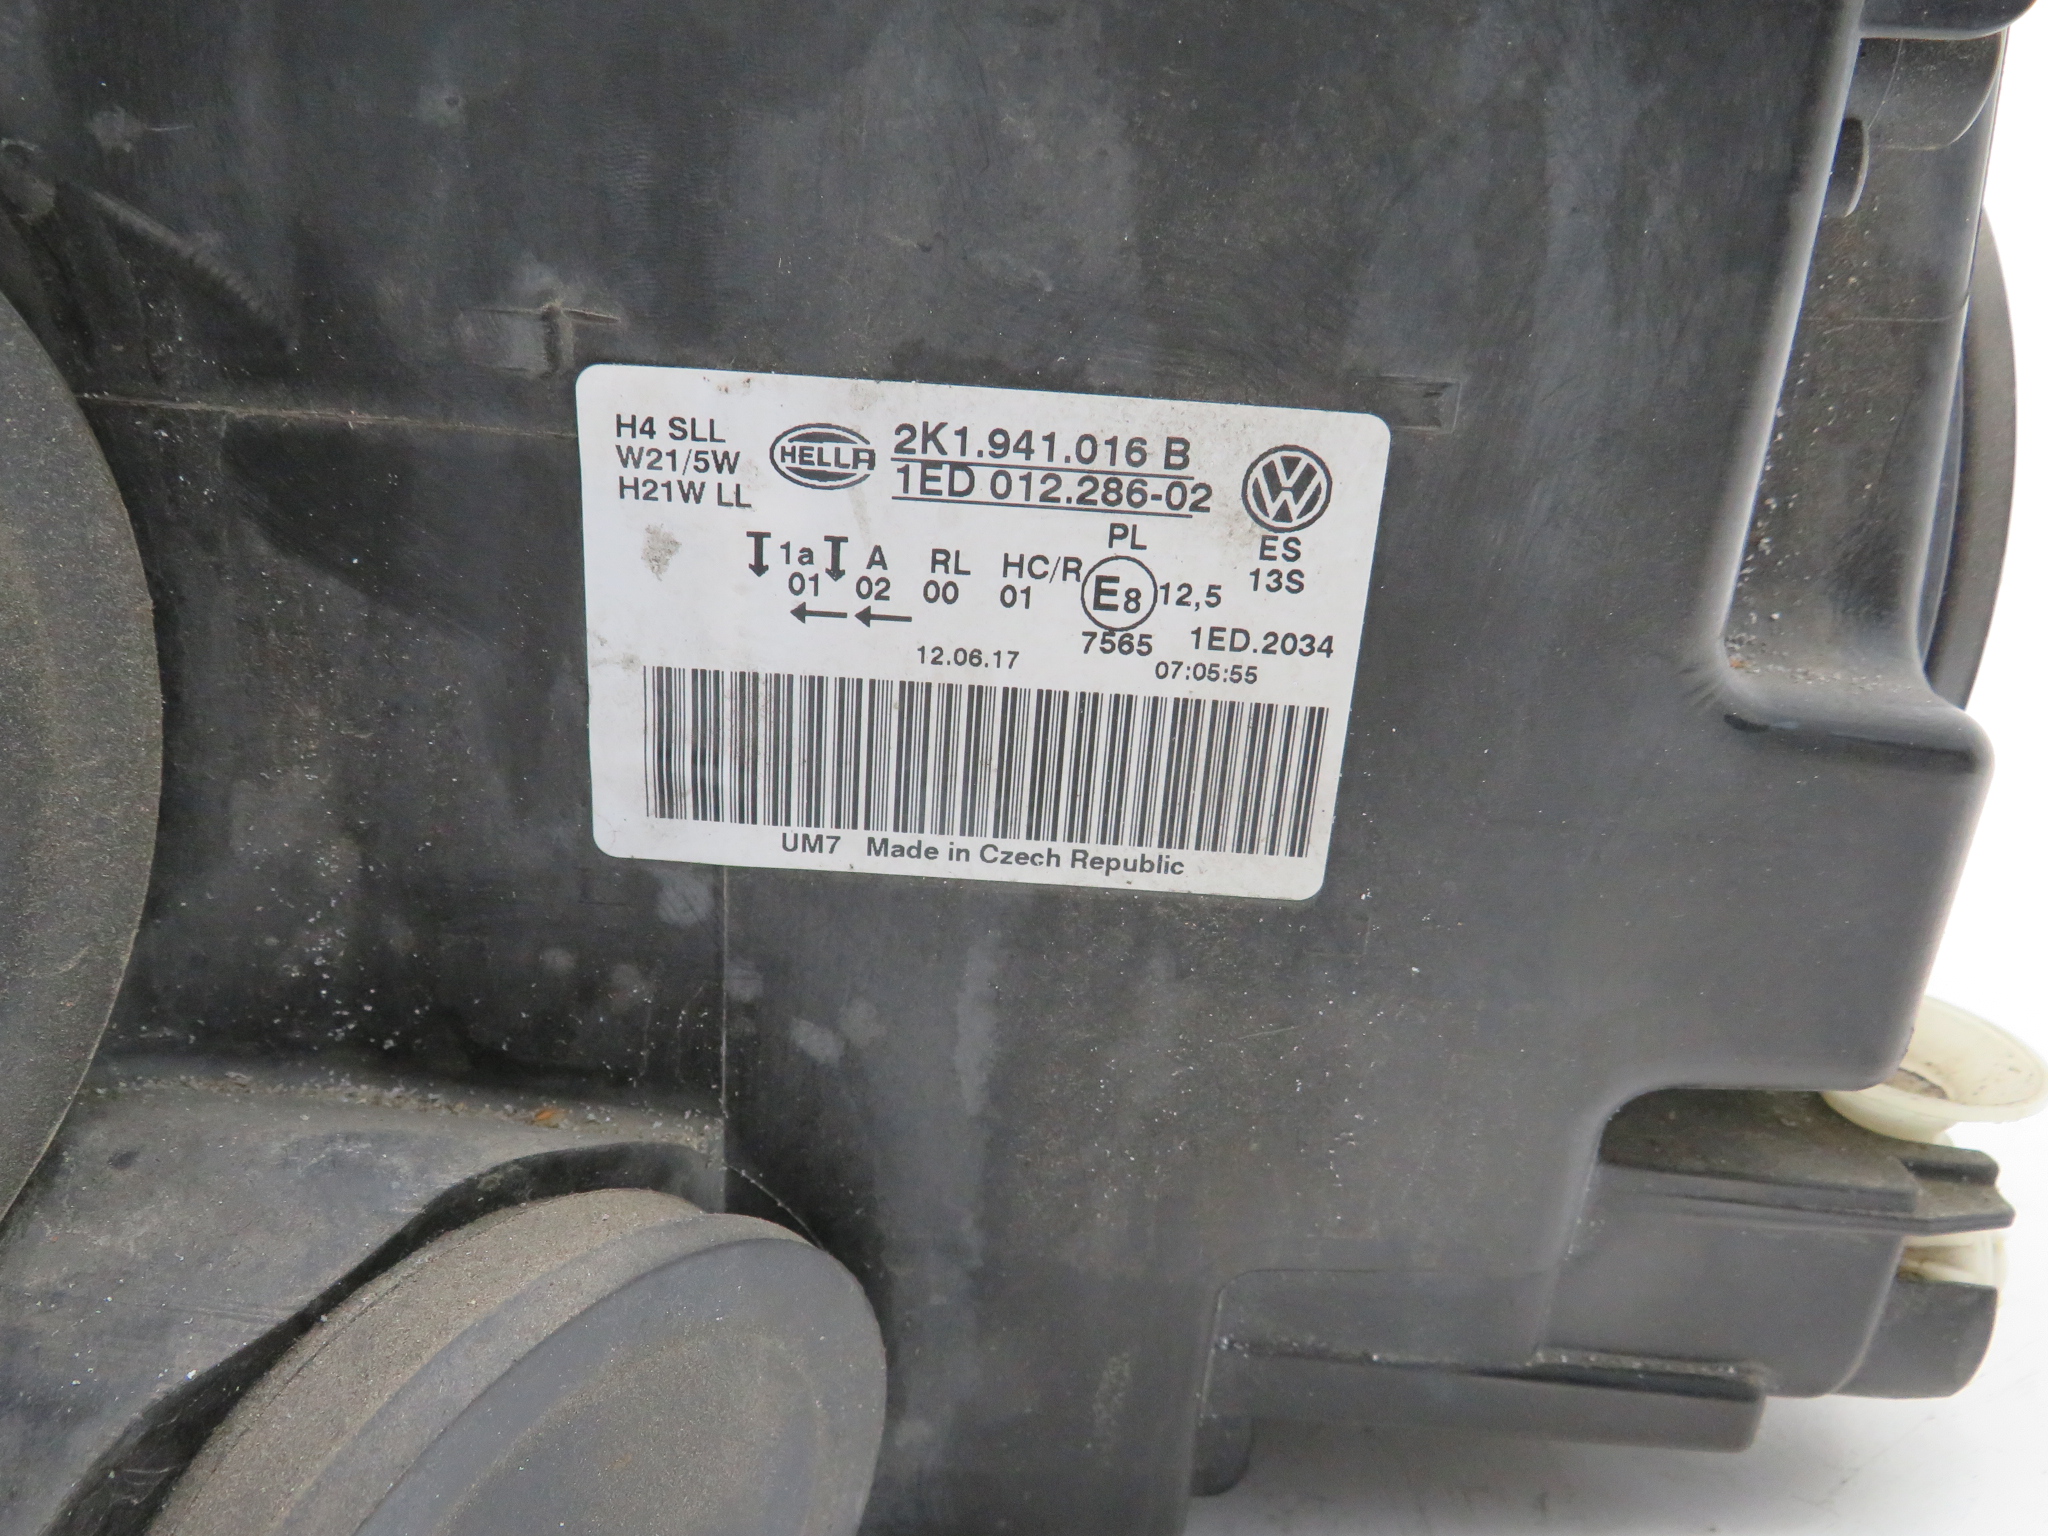 H4 SLL
W21/5W
H21W LL
HELLA
2K1.941.016 B
1ED 012.286-02
PL
ES
13S
1a A RL HC/R
01 02 00 01 E8 12,5
7565 1ED.2034
12.06.17 07:05:55
UM7 Made in Czech Republic